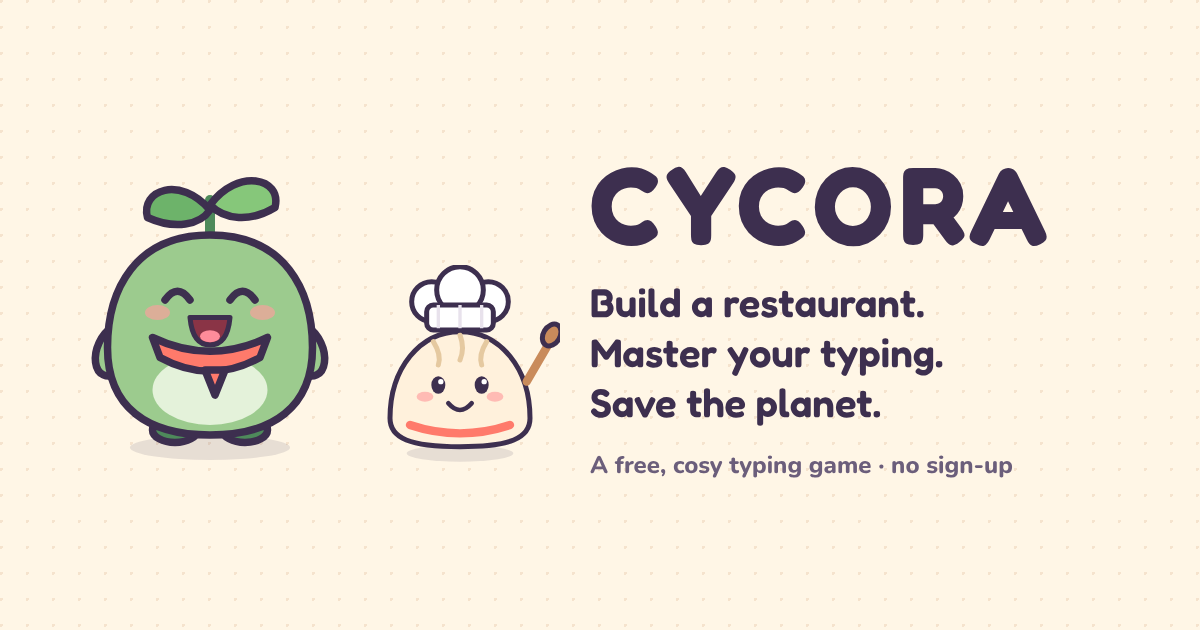 CYCORA
Build a restaurant.
Master your typing.
Save the planet.
A free, cosy typing game · no sign-up